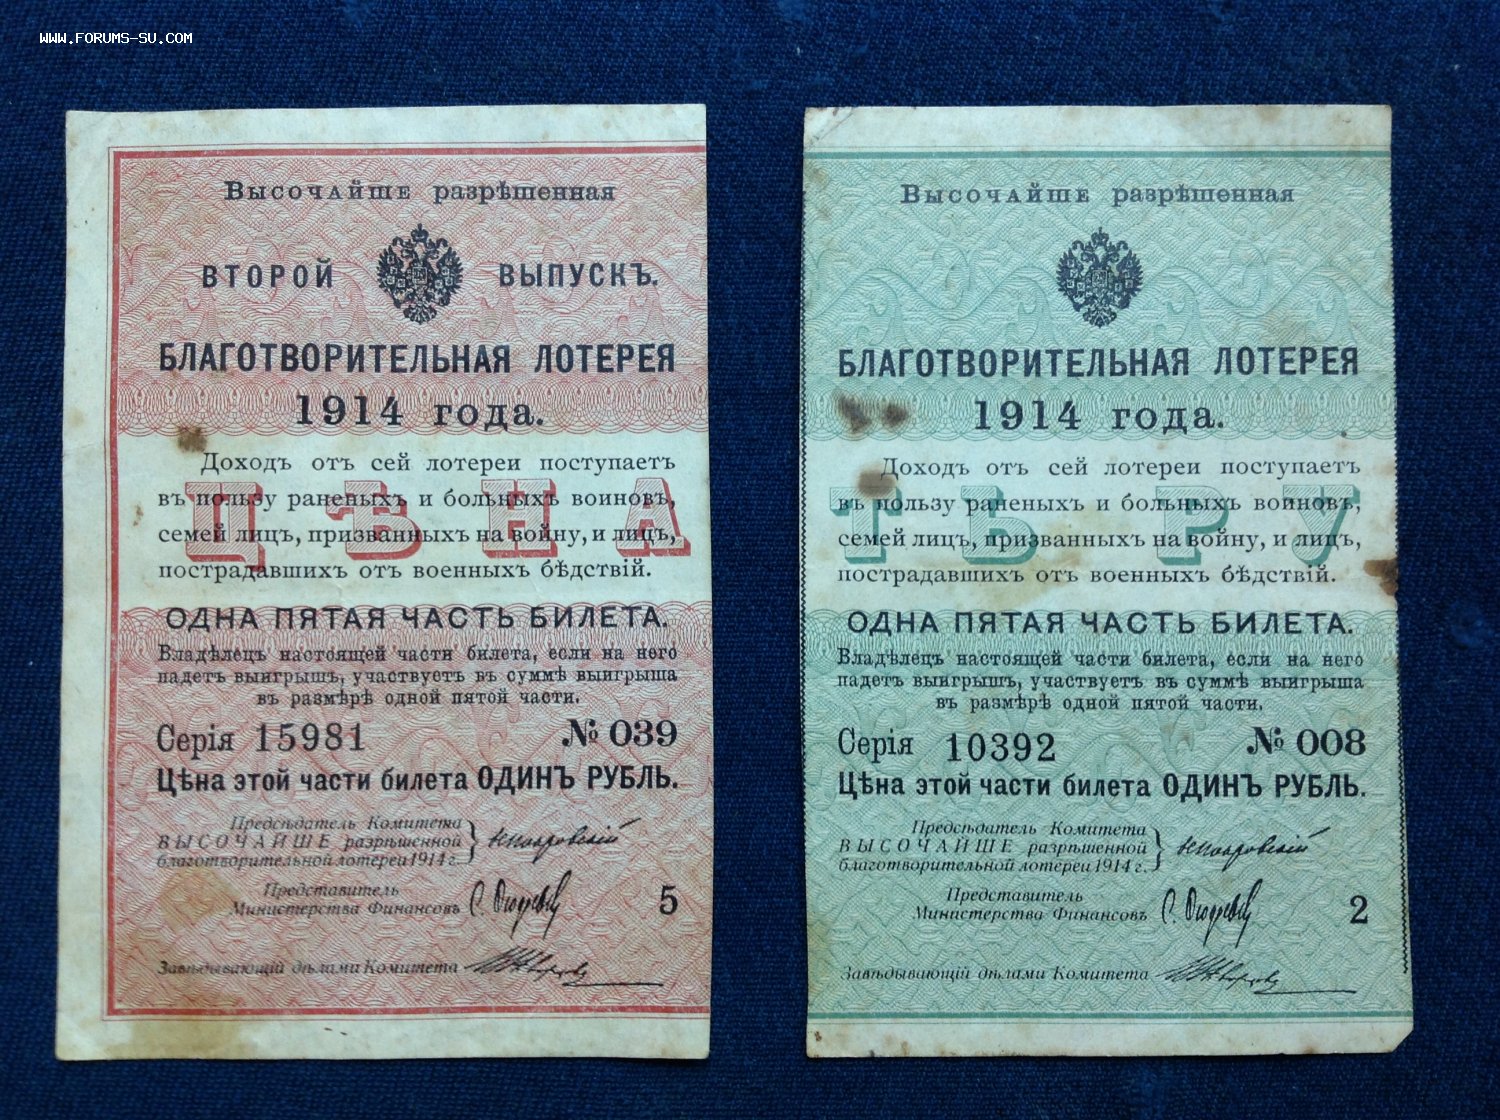 WWW.FORUMS-SU.COM
Высочайше разрѣшенная
ВТОРОЙ ВЫПУСКЪ.
БЛАГОТВОРИТЕЛЬНАЯ ЛОТЕРЕЯ
1914 года.
Доходъ отъ сей лотереи поступаетъ
въ пользу раненыхъ и больныхъ воиновъ,
семей лицъ, призванныхъ на войну, и лицъ,
пострадавшихъ отъ военныхъ бѣдствій.
ЦѢНА
ОДНА ПЯТАЯ ЧАСТЬ БИЛЕТА.
Владѣлецъ настоящей части билета, если на него
падетъ выигрышъ, участвуетъ въ суммѣ выигрыша
въ размѣрѣ одной пятой части.
Серія 15981 № 039
Цѣна этой части билета ОДИНЪ РУБЛЬ.
Предсѣдатель Комитета
ВЫСОЧАЙШЕ разрѣшенной
благотворительной лотереи 1914 г.
Представитель
Министерства Финансовъ
5
Завѣдывающій дѣлами Комитета
Высочайше разрѣшенная
БЛАГОТВОРИТЕЛЬНАЯ ЛОТЕРЕЯ
1914 года.
Доходъ отъ сей лотереи поступаетъ
въ пользу раненыхъ и больныхъ воиновъ,
семей лицъ, призванныхъ на войну, и лицъ,
пострадавшихъ отъ военныхъ бѣдствій.
ТЬ РУ
ОДНА ПЯТАЯ ЧАСТЬ БИЛЕТА.
Владѣлецъ настоящей части билета, если на него
падетъ выигрышъ, участвуетъ въ суммѣ выигрыша
въ размѣрѣ одной пятой части.
Серія 10392 № 008
Цѣна этой части билета ОДИНЪ РУБЛЬ.
Предсѣдатель Комитета
ВЫСОЧАЙШЕ разрѣшенной
благотворительной лотереи 1914 г.
Представитель
Министерства Финансовъ
2
Завѣдывающій дѣлами Комитета